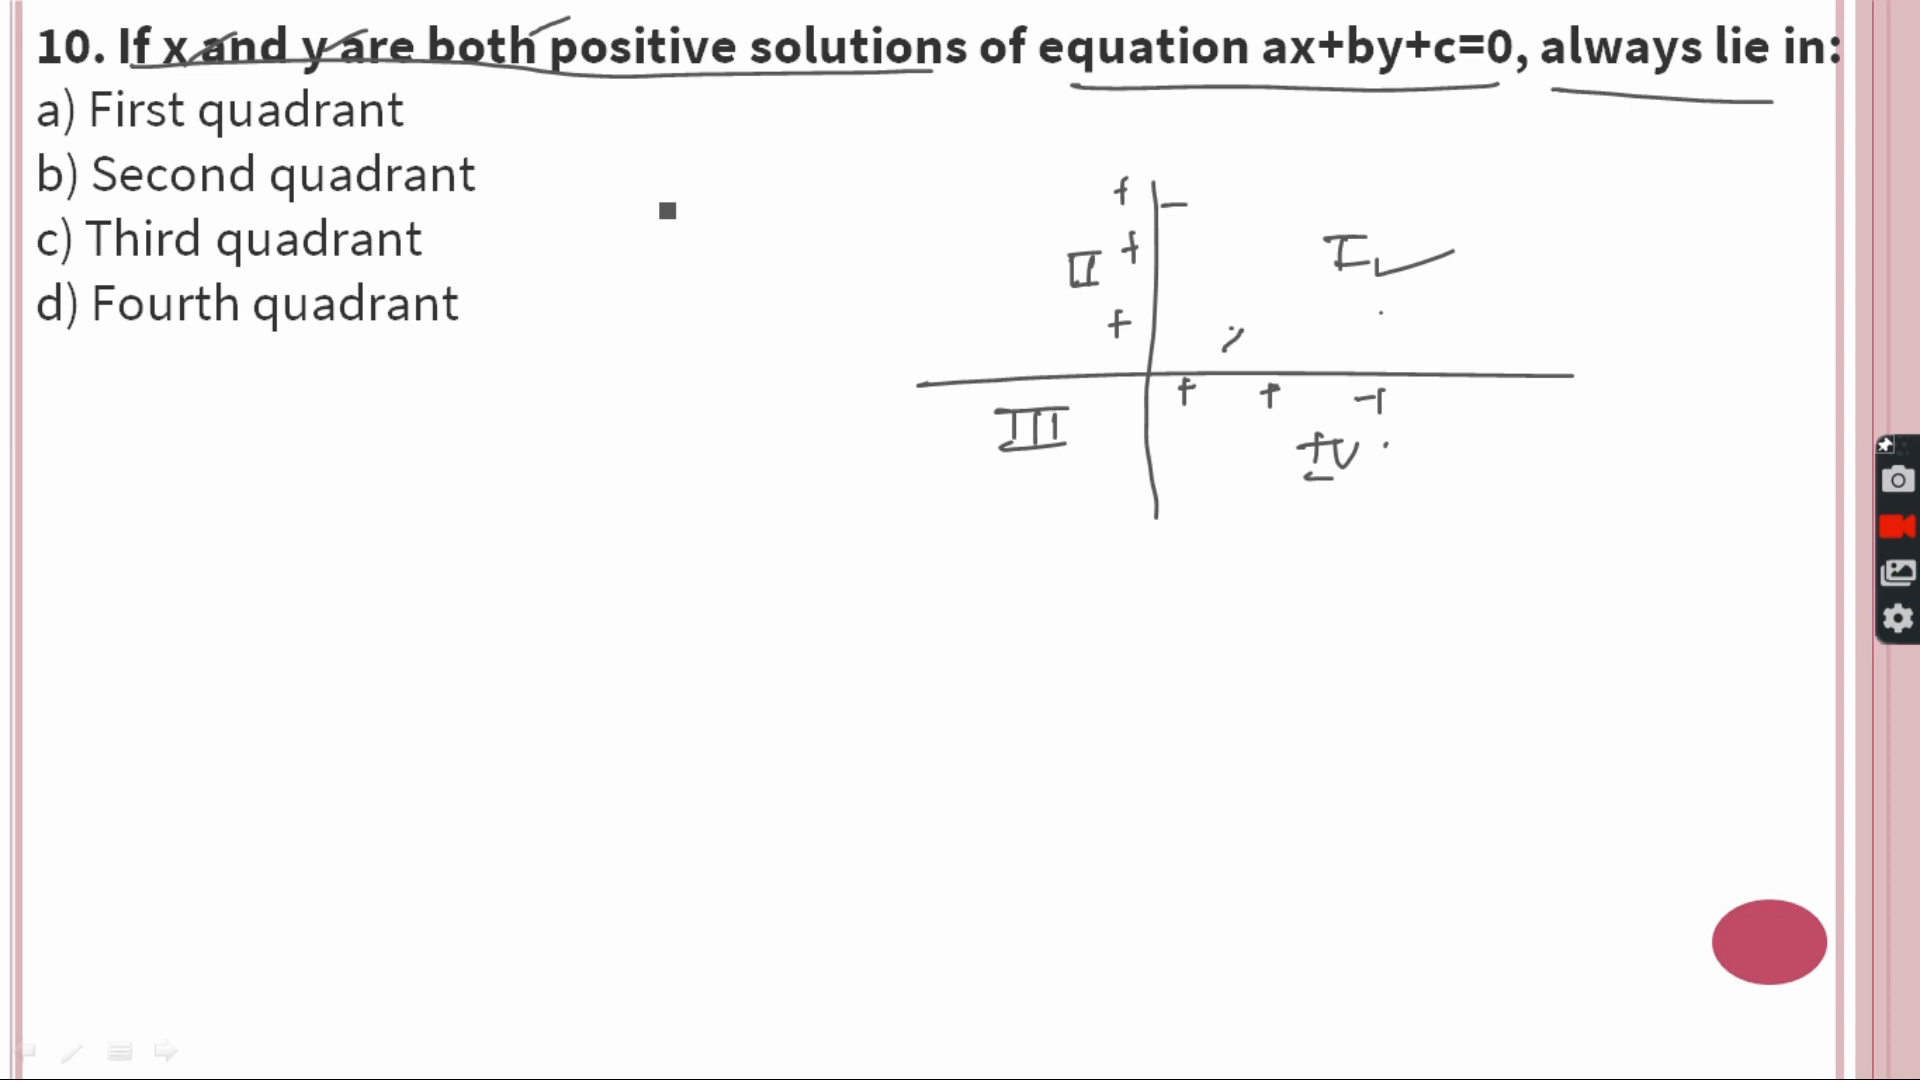 10. If x and y are both positive solutions of equation ax+by+c=0, always lie in:
a) First quadrant
b) Second quadrant
c) Third quadrant
d) Fourth quadrant
+
+
II
I
+
+ + +
III
IV